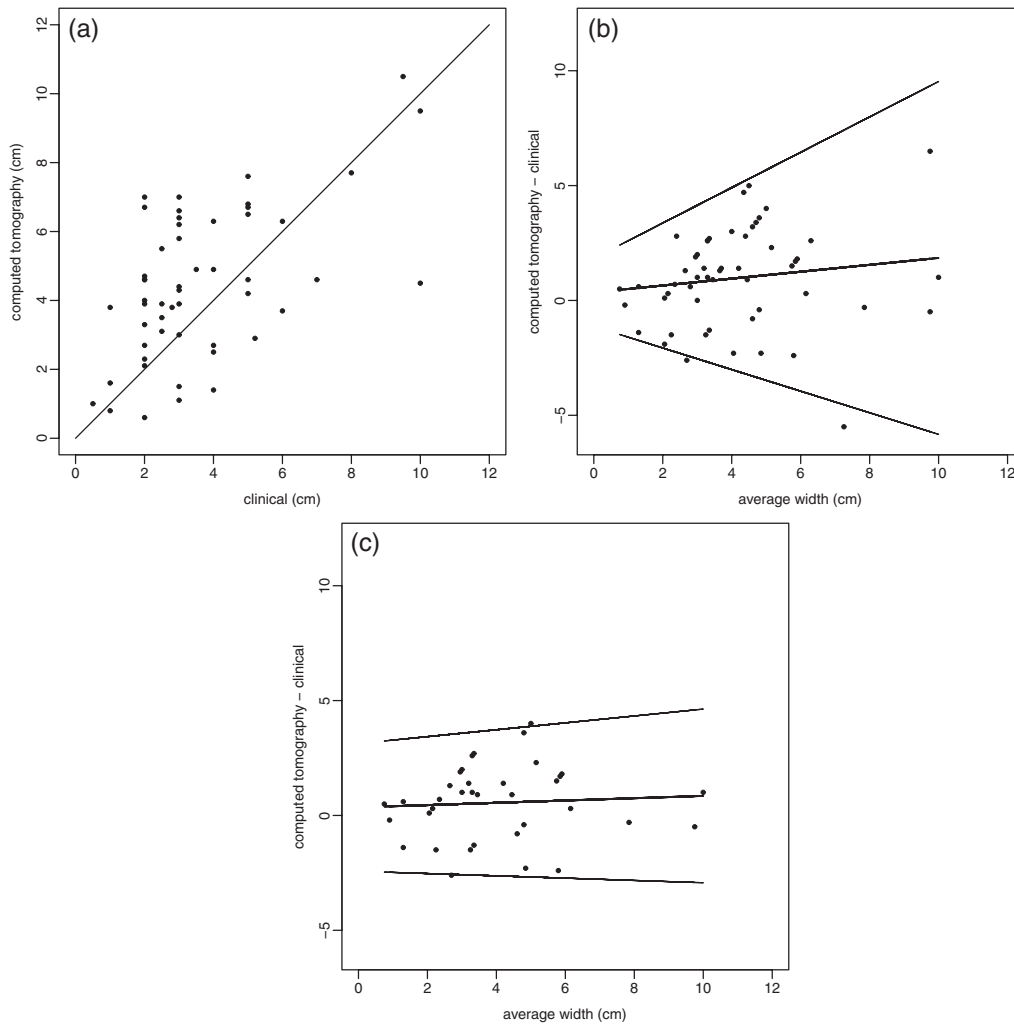 (a)
12
10
8
6
4
2
0
computed tomography (cm)
0 2 4 6 8 10 12
clinical (cm)
(b)
10
5
0
−5
computed tomography − clinical
0 2 4 6 8 10 12
average width (cm)
(c)
10
5
0
−5
computed tomography − clinical
0 2 4 6 8 10 12
average width (cm)